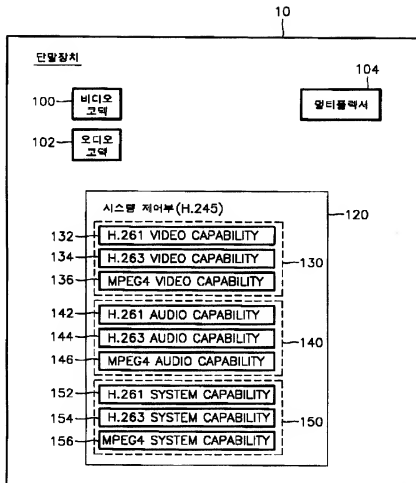 10
단말장치
104
100
비디오
코덱
멀티플렉서
102
오디오
코덱
시스템 제어부(H.245)
120
132
H.261 VIDEO CAPABILITY
134
H.263 VIDEO CAPABILITY
130
136
MPEG4 VIDEO CAPABILITY
142
H.261 AUDIO CAPABILITY
144
H.263 AUDIO CAPABILITY
140
146
MPEG4 AUDIO CAPABILITY
152
H.261 SYSTEM CAPABILITY
154
H.263 SYSTEM CAPABILITY
150
156
MPEG4 SYSTEM CAPABILITY